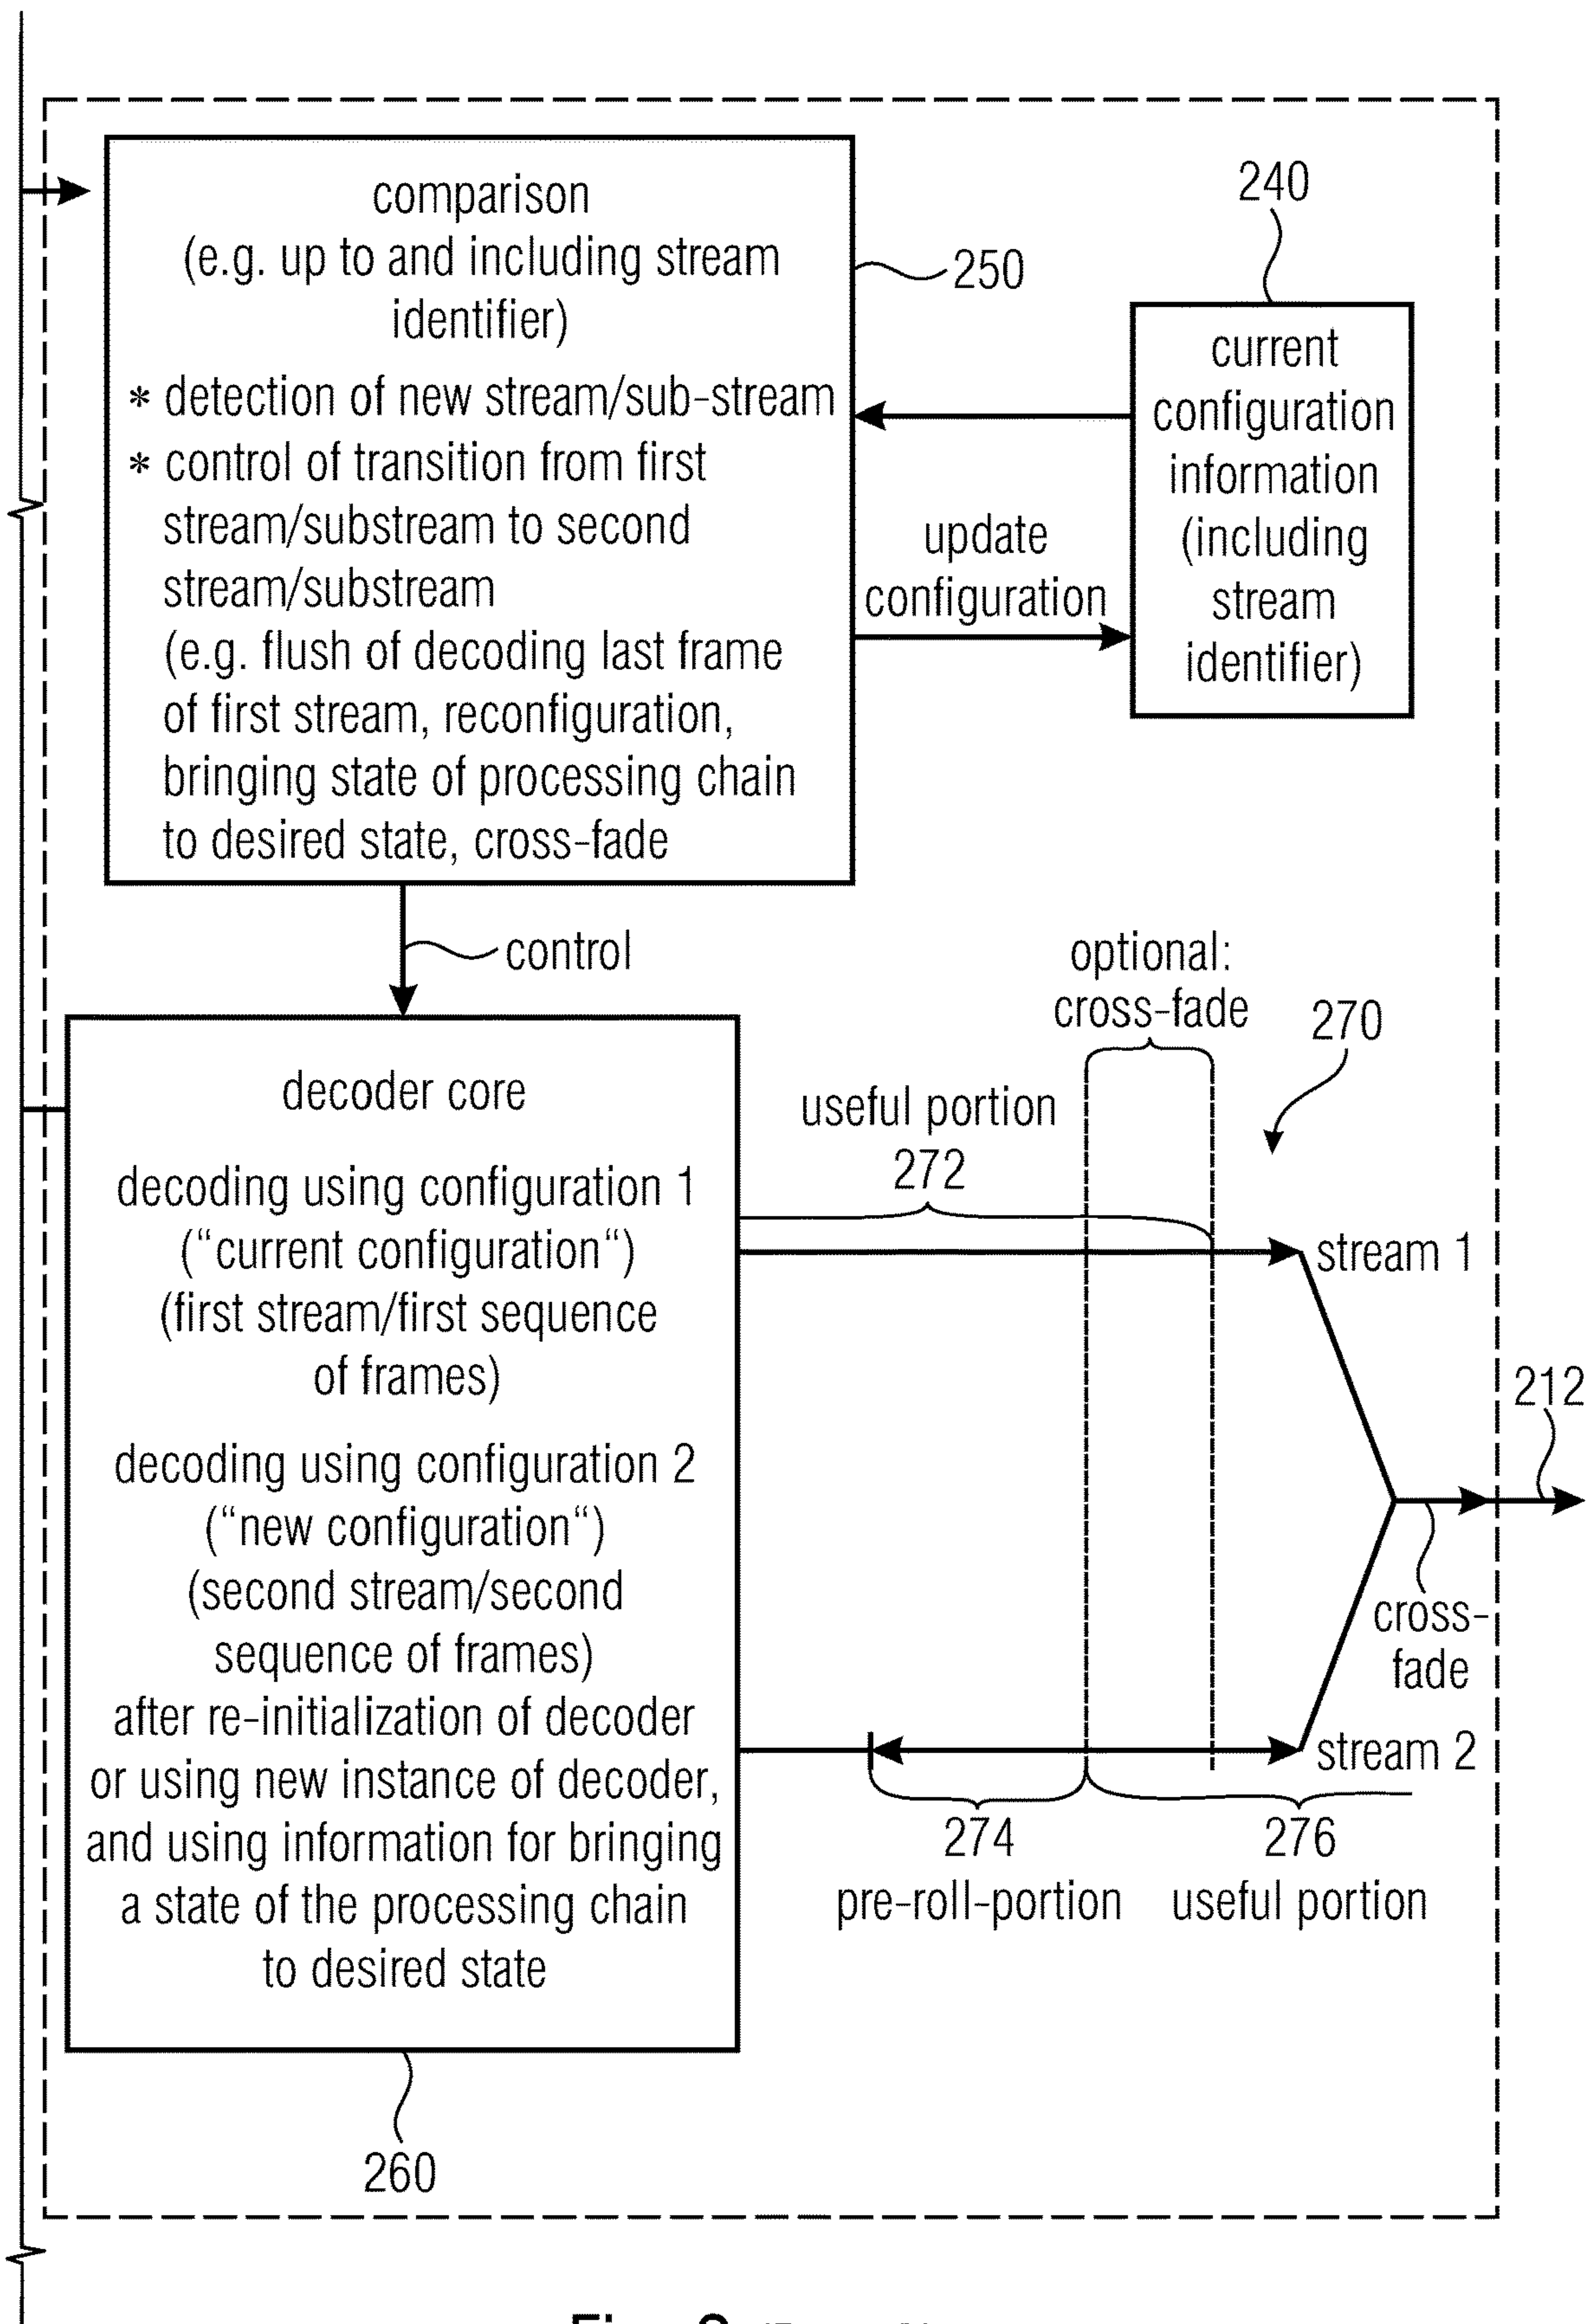 comparison
(e.g. up to and including stream
identifier)
* detection of new stream/sub-stream
* control of transition from first
stream/substream to second
stream/substream
(e.g. flush of decoding last frame
of first stream, reconfiguration,
bringing state of processing chain
to desired state, cross-fade
250
240
current
configuration
information
(including
stream
identifier)
update
configuration
control
optional:
cross-fade
270
decoder core
decoding using configuration 1
(“current configuration“)
(first stream/first sequence
of frames)
decoding using configuration 2
(“new configuration“)
(second stream/second
sequence of frames)
after re-initialization of decoder
or using new instance of decoder,
and using information for bringing
a state of the processing chain
to desired state
useful portion
272
stream 1
212
cross-
fade
stream 2
274
pre-roll-portion
276
useful portion
260